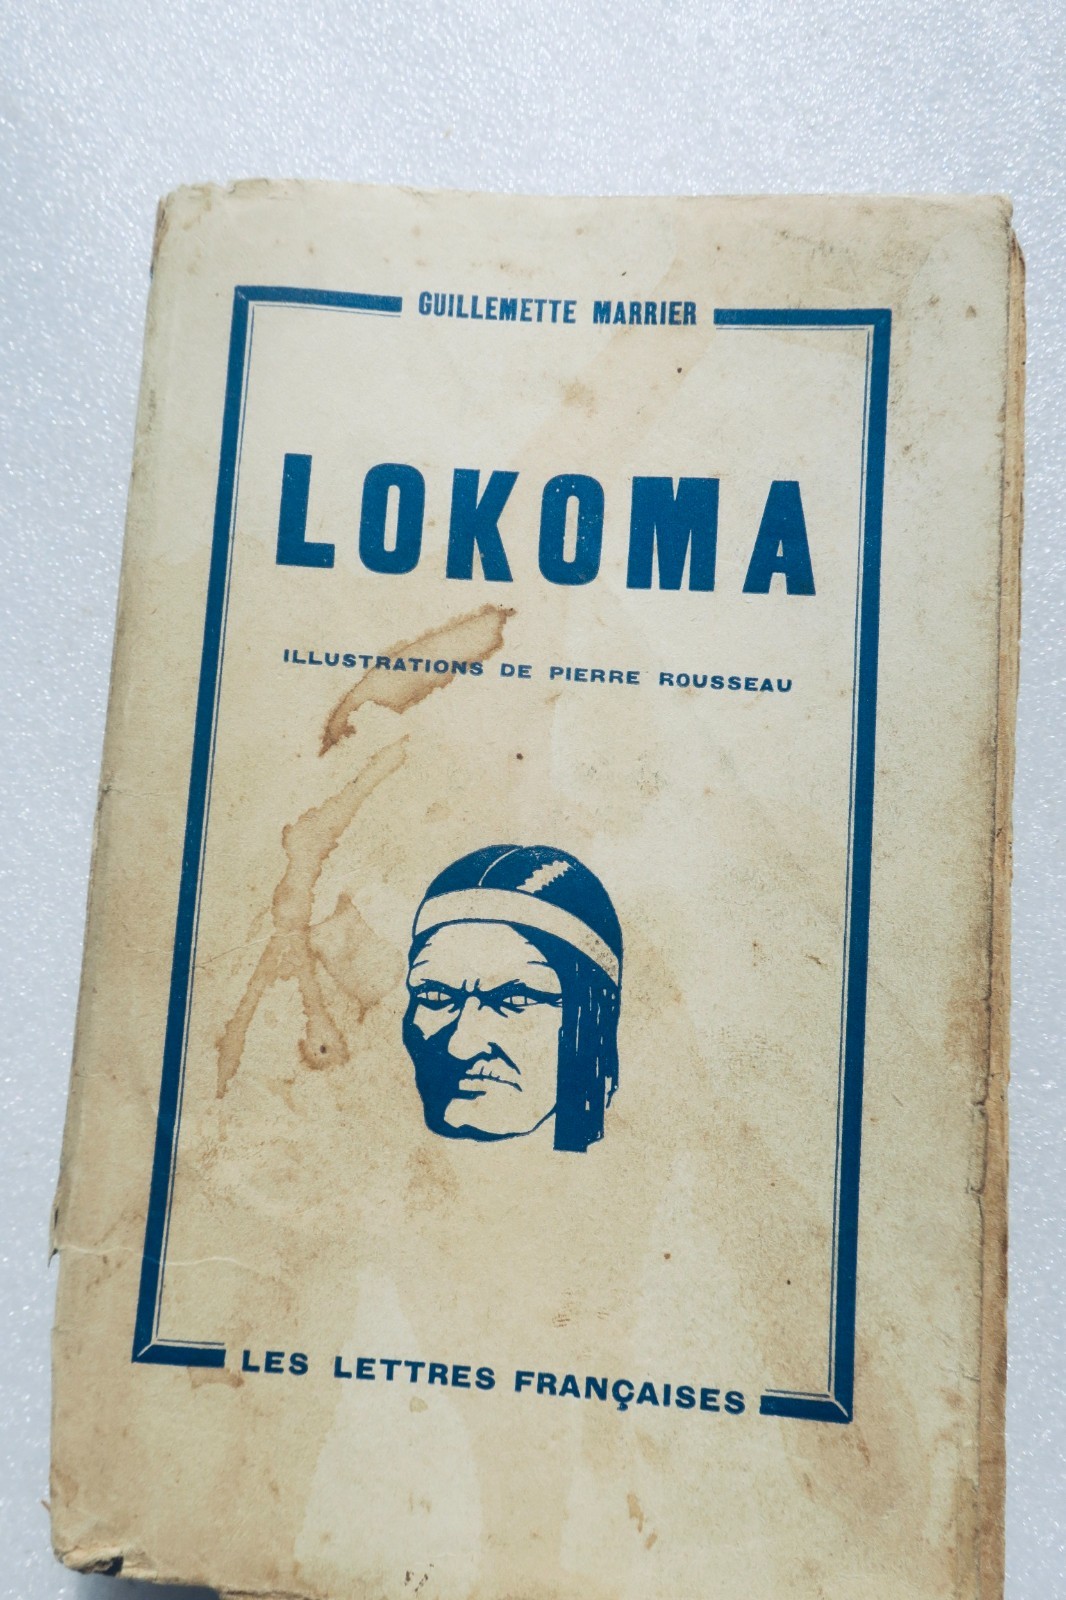 GUILLEMETTE MARRIER
LOKOMA
ILLUSTRATIONS DE PIERRE ROUSSEAU
LES LETTRES FRANÇAISES